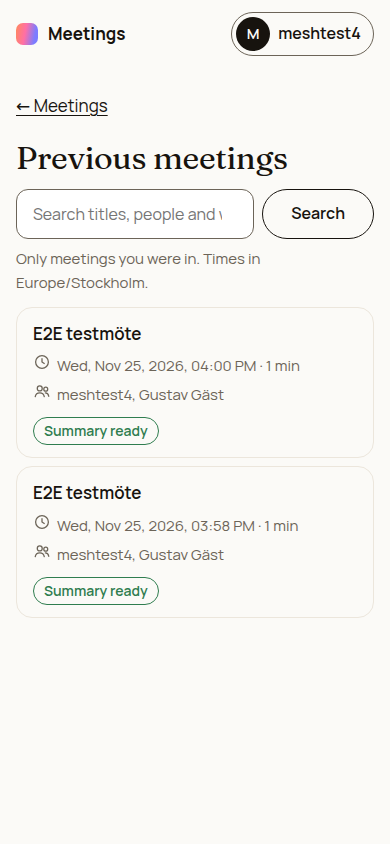 Meetings
M meshtest4
← Meetings
Previous meetings
Search titles, people and
Search
Only meetings you were in. Times in
Europe/Stockholm.
E2E testmöte
Wed, Nov 25, 2026, 04:00 PM · 1 min
meshtest4, Gustav Gäst
Summary ready
E2E testmöte
Wed, Nov 25, 2026, 03:58 PM · 1 min
meshtest4, Gustav Gäst
Summary ready